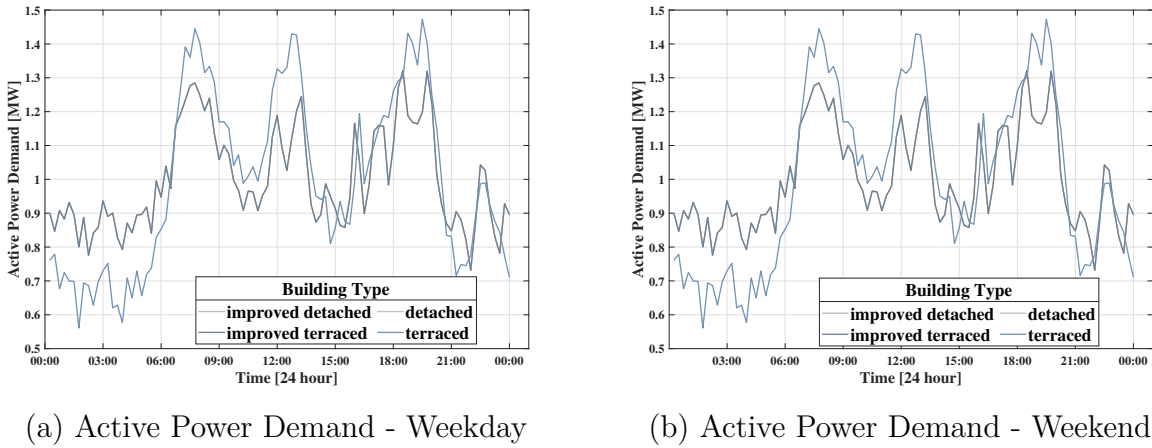 1.5
1.4
1.3
1.2
1.1
1
0.9
0.8
0.7
0.6
0.5
Active Power Demand [MW]
Building Type
improved detached detached
improved terraced terraced
00:00 03:00 06:00 09:00 12:00 15:00 18:00 21:00 00:00
Time [24 hour]
(a) Active Power Demand - Weekday
1.5
1.4
1.3
1.2
1.1
1
0.9
0.8
0.7
0.6
0.5
Active Power Demand [MW]
Building Type
improved detached detached
improved terraced terraced
03:00 06:00 09:00 12:00 15:00 18:00 21:00 00:00
Time [24 hour]
(b) Active Power Demand - Weekend